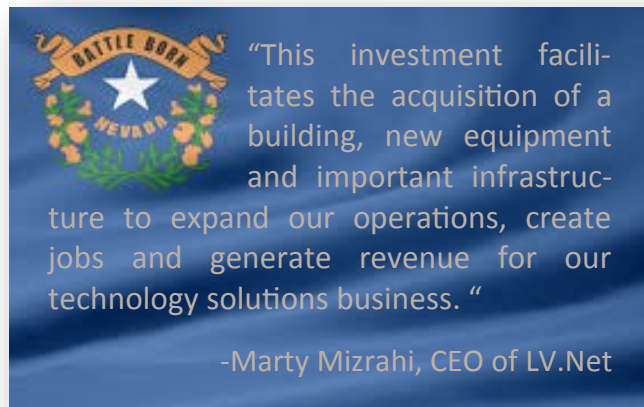 BATTLE BORN
NEVADA
“This investment facili-
tates the acquisition of a
building, new equipment
and important infrastruc-
ture to expand our operations, create
jobs and generate revenue for our
technology solutions business. “
-Marty Mizrahi, CEO of LV.Net